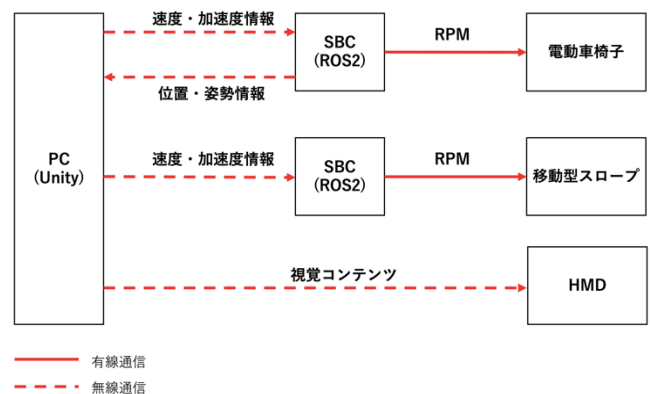 速度・加速度情報
SBC
(ROS2)
RPM
電動車椅子
位置・姿勢情報
PC
(Unity)
速度・加速度情報
SBC
(ROS2)
RPM
移動型スロープ
視覚コンテンツ
HMD
有線通信
無線通信